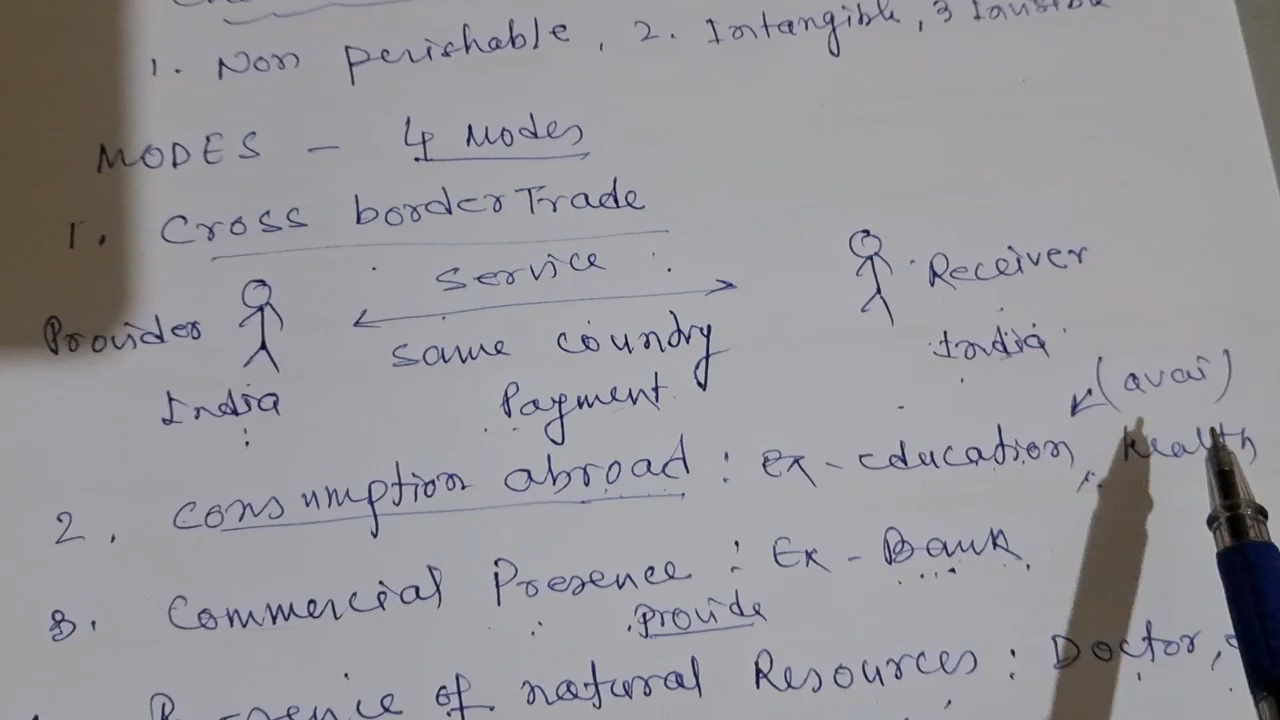 1. Non perishable, 2. Intangible, 3
MODES - 4 Modes
1. Cross border Trade
Service
Receiver
Provider
same country
India
India
Payment
(avai)
2. consumption abroad : Ex - education, Health
3. Commercial Presence : Ex - Bank
provide
of natural Resources : Doctor,